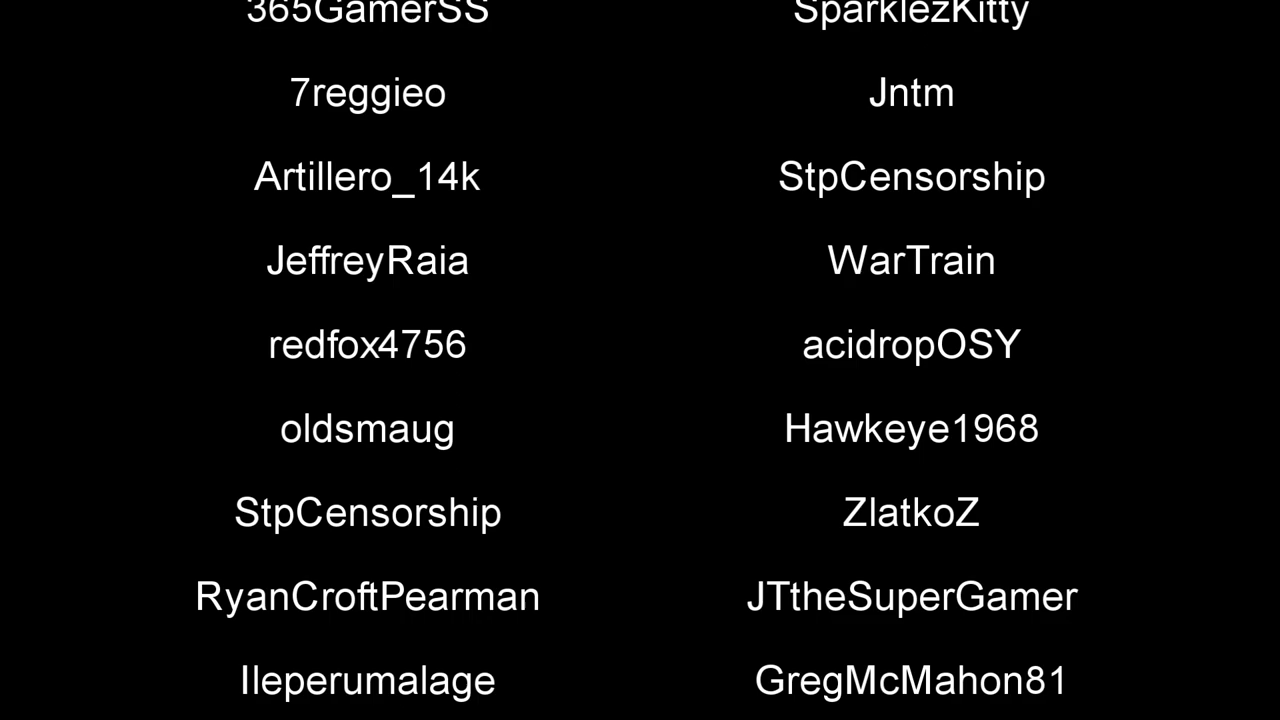 365GamerSS SparklezKitty
7reggieo Jntm
Artillero_14k StpCensorship
JeffreyRaia WarTrain
redfox4756 acidropOSY
oldsmaug Hawkeye1968
StpCensorship ZlatkoZ
RyanCroftPearman JTtheSuperGamer
Ileperumalage GregMcMahon81